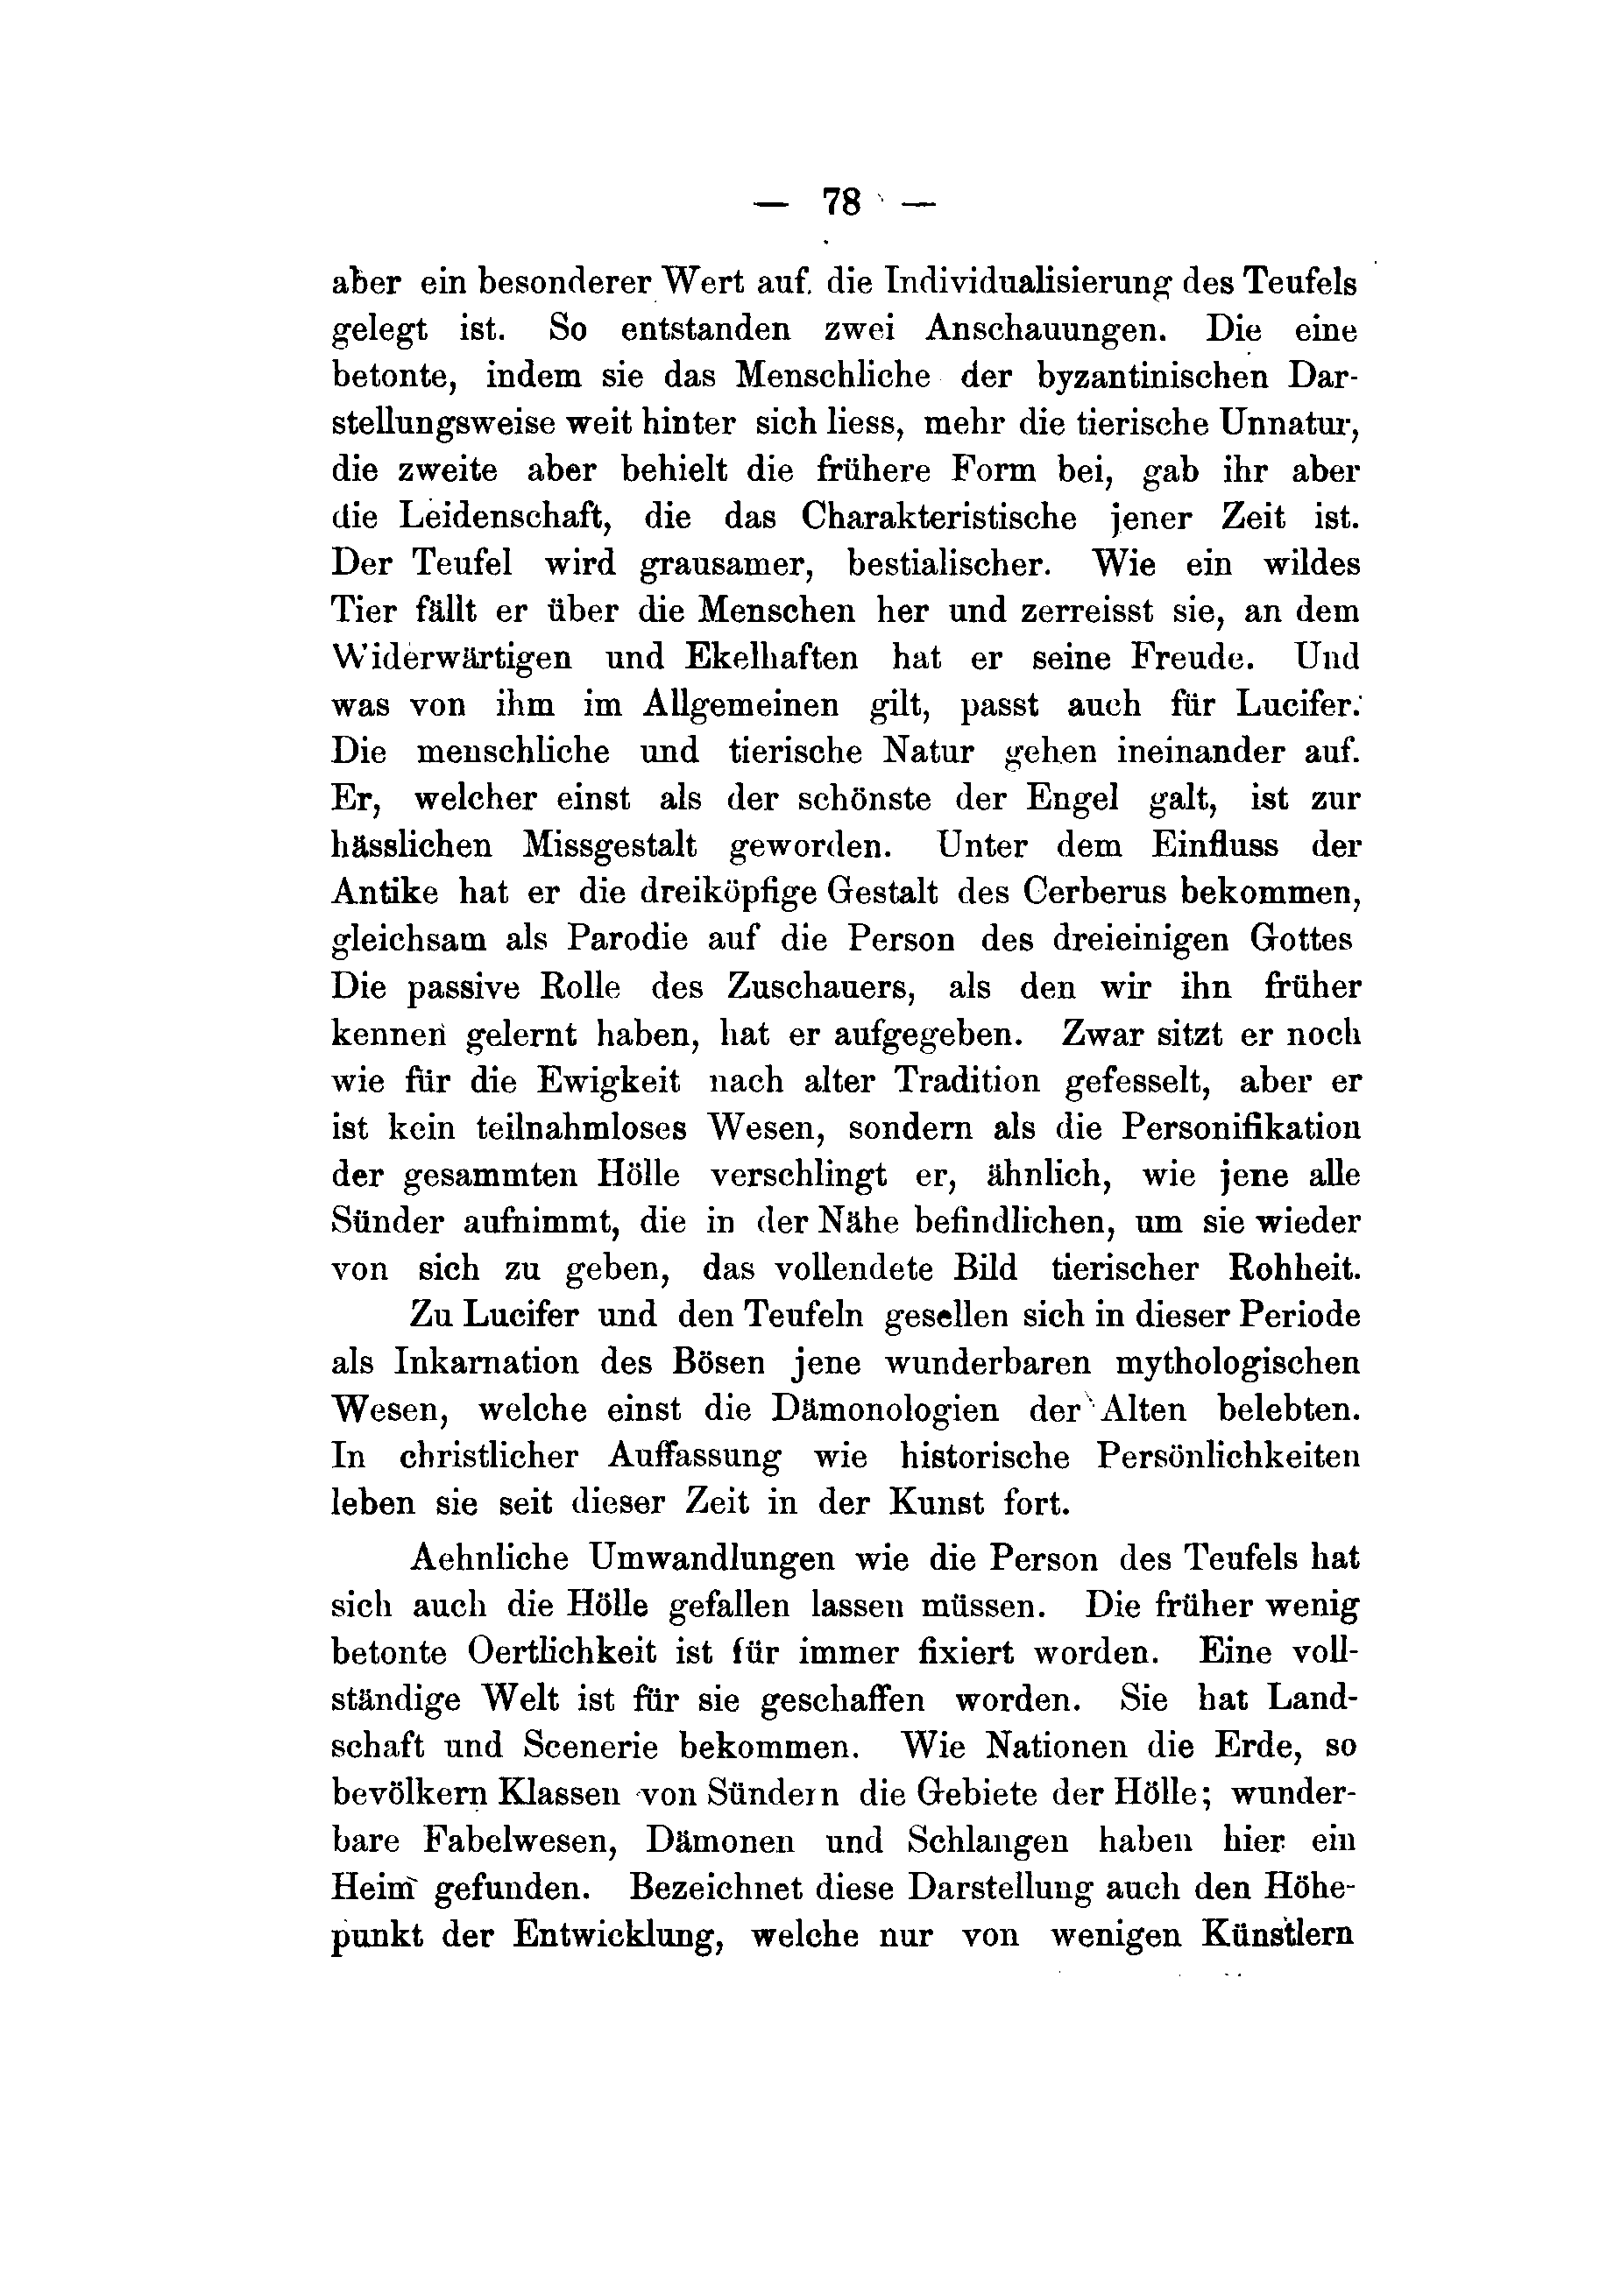 — 78 —
aber ein besonderer Wert auf die Individualisierung des Teufels
gelegt ist. So entstanden zwei Anschauungen. Die eine
betonte, indem sie das Menschliche der byzantinischen Dar-
stellungsweise weit hinter sich liess, mehr die tierische Unnatur,
die zweite aber behielt die frühere Form bei, gab ihr aber
die Leidenschaft, die das Charakteristische jener Zeit ist.
Der Teufel wird grausamer, bestialischer. Wie ein wildes
Tier fällt er über die Menschen her und zerreisst sie, an dem
Widerwärtigen und Ekelhaften hat er seine Freude. Und
was von ihm im Allgemeinen gilt, passt auch für Lucifer.
Die menschliche und tierische Natur gehen ineinander auf.
Er, welcher einst als der schönste der Engel galt, ist zur
hässlichen Missgestalt geworden. Unter dem Einfluss der
Antike hat er die dreiköpfige Gestalt des Cerberus bekommen,
gleichsam als Parodie auf die Person des dreieinigen Gottes
Die passive Rolle des Zuschauers, als den wir ihn früher
kennen gelernt haben, hat er aufgegeben. Zwar sitzt er noch
wie für die Ewigkeit nach alter Tradition gefesselt, aber er
ist kein teilnahmloses Wesen, sondern als die Personifikation
der gesammten Hölle verschlingt er, ähnlich, wie jene alle
Sünder aufnimmt, die in der Nähe befindlichen, um sie wieder
von sich zu geben, das vollendete Bild tierischer Rohheit.
Zu Lucifer und den Teufeln gesellen sich in dieser Periode
als Inkarnation des Bösen jene wunderbaren mythologischen
Wesen, welche einst die Dämonologien der Alten belebten.
In christlicher Auffassung wie historische Persönlichkeiten
leben sie seit dieser Zeit in der Kunst fort.
Aehnliche Umwandlungen wie die Person des Teufels hat
sich auch die Hölle gefallen lassen müssen. Die früher wenig
betonte Oertlichkeit ist für immer fixiert worden. Eine voll-
ständige Welt ist für sie geschaffen worden. Sie hat Land-
schaft und Scenerie bekommen. Wie Nationen die Erde, so
bevölkern Klassen von Sündern die Gebiete der Hölle; wunder-
bare Fabelwesen, Dämonen und Schlangen haben hier ein
Heim gefunden. Bezeichnet diese Darstellung auch den Höhe-
punkt der Entwicklung, welche nur von wenigen Künstlern